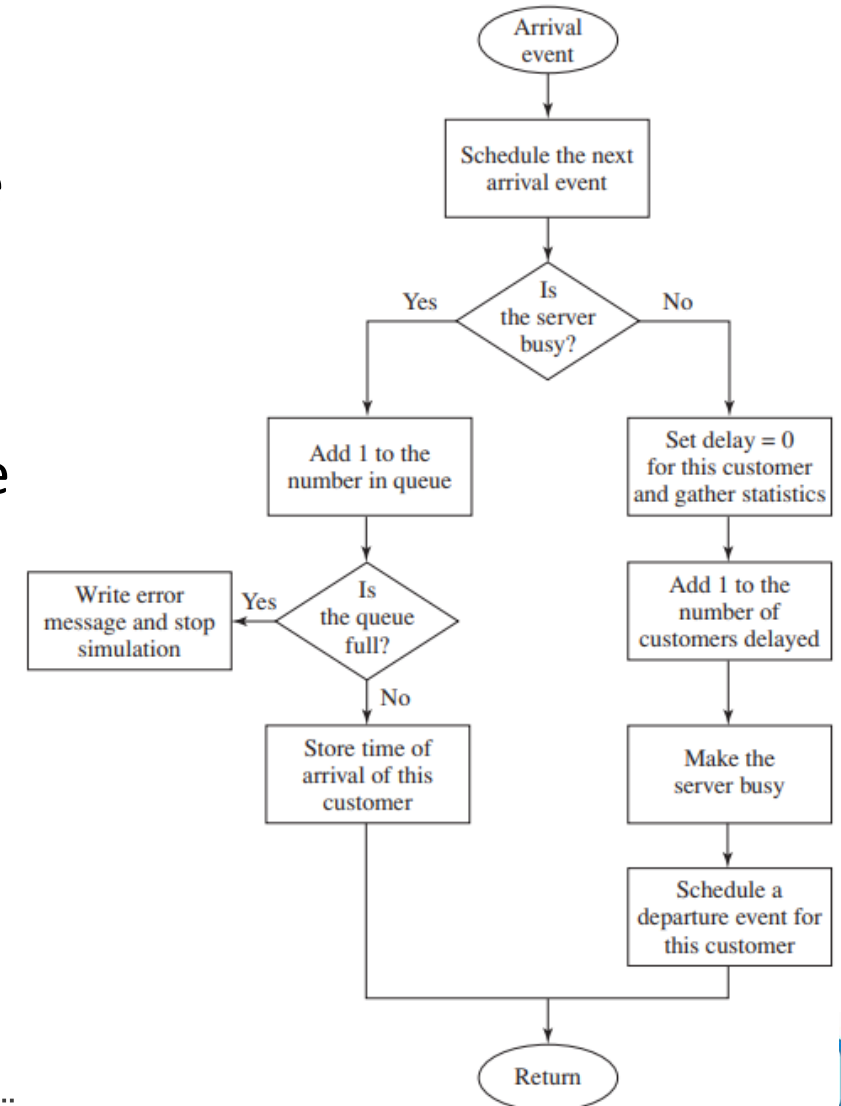 Arrival
event
Schedule the next
arrival event
Is
the server
busy?
Yes
No
Add 1 to the
number in queue
Set delay = 0
for this customer
and gather statistics
Is
the queue
full?
Yes
Write error
message and stop
simulation
No
Add 1 to the
number of
customers delayed
Store time of
arrival of this
customer
Make the
server busy
Schedule a
departure event for
this customer
Return